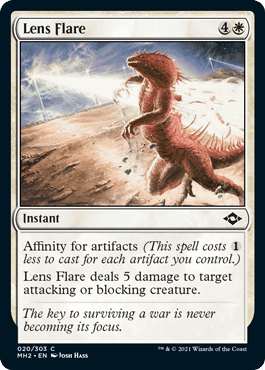 Lens Flare 4
Instant
Affinity for artifacts (This spell costs 1
less to cast for each artifact you control.)
Lens Flare deals 5 damage to target
attacking or blocking creature.
The key to surviving a war is never
becoming its focus.
020/303 C
MH2 • EN Josh Hass
™ & © 2021 Wizards of the Coast